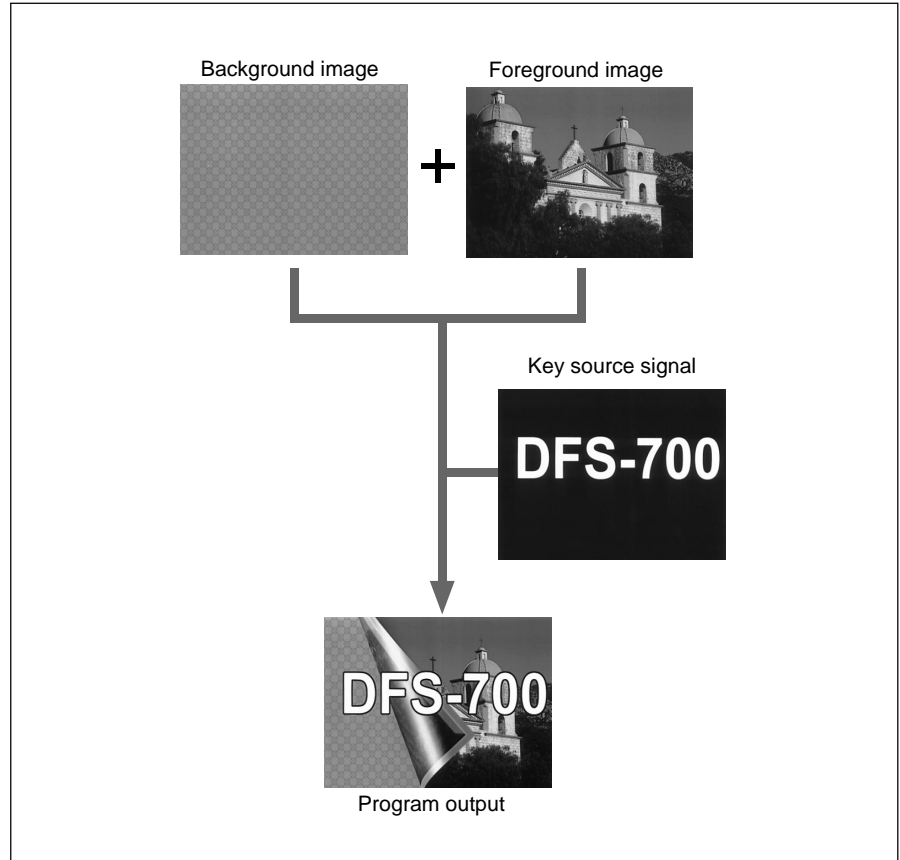 Background image
Foreground image
Key source signal
DFS-700
DFS-700
Program output